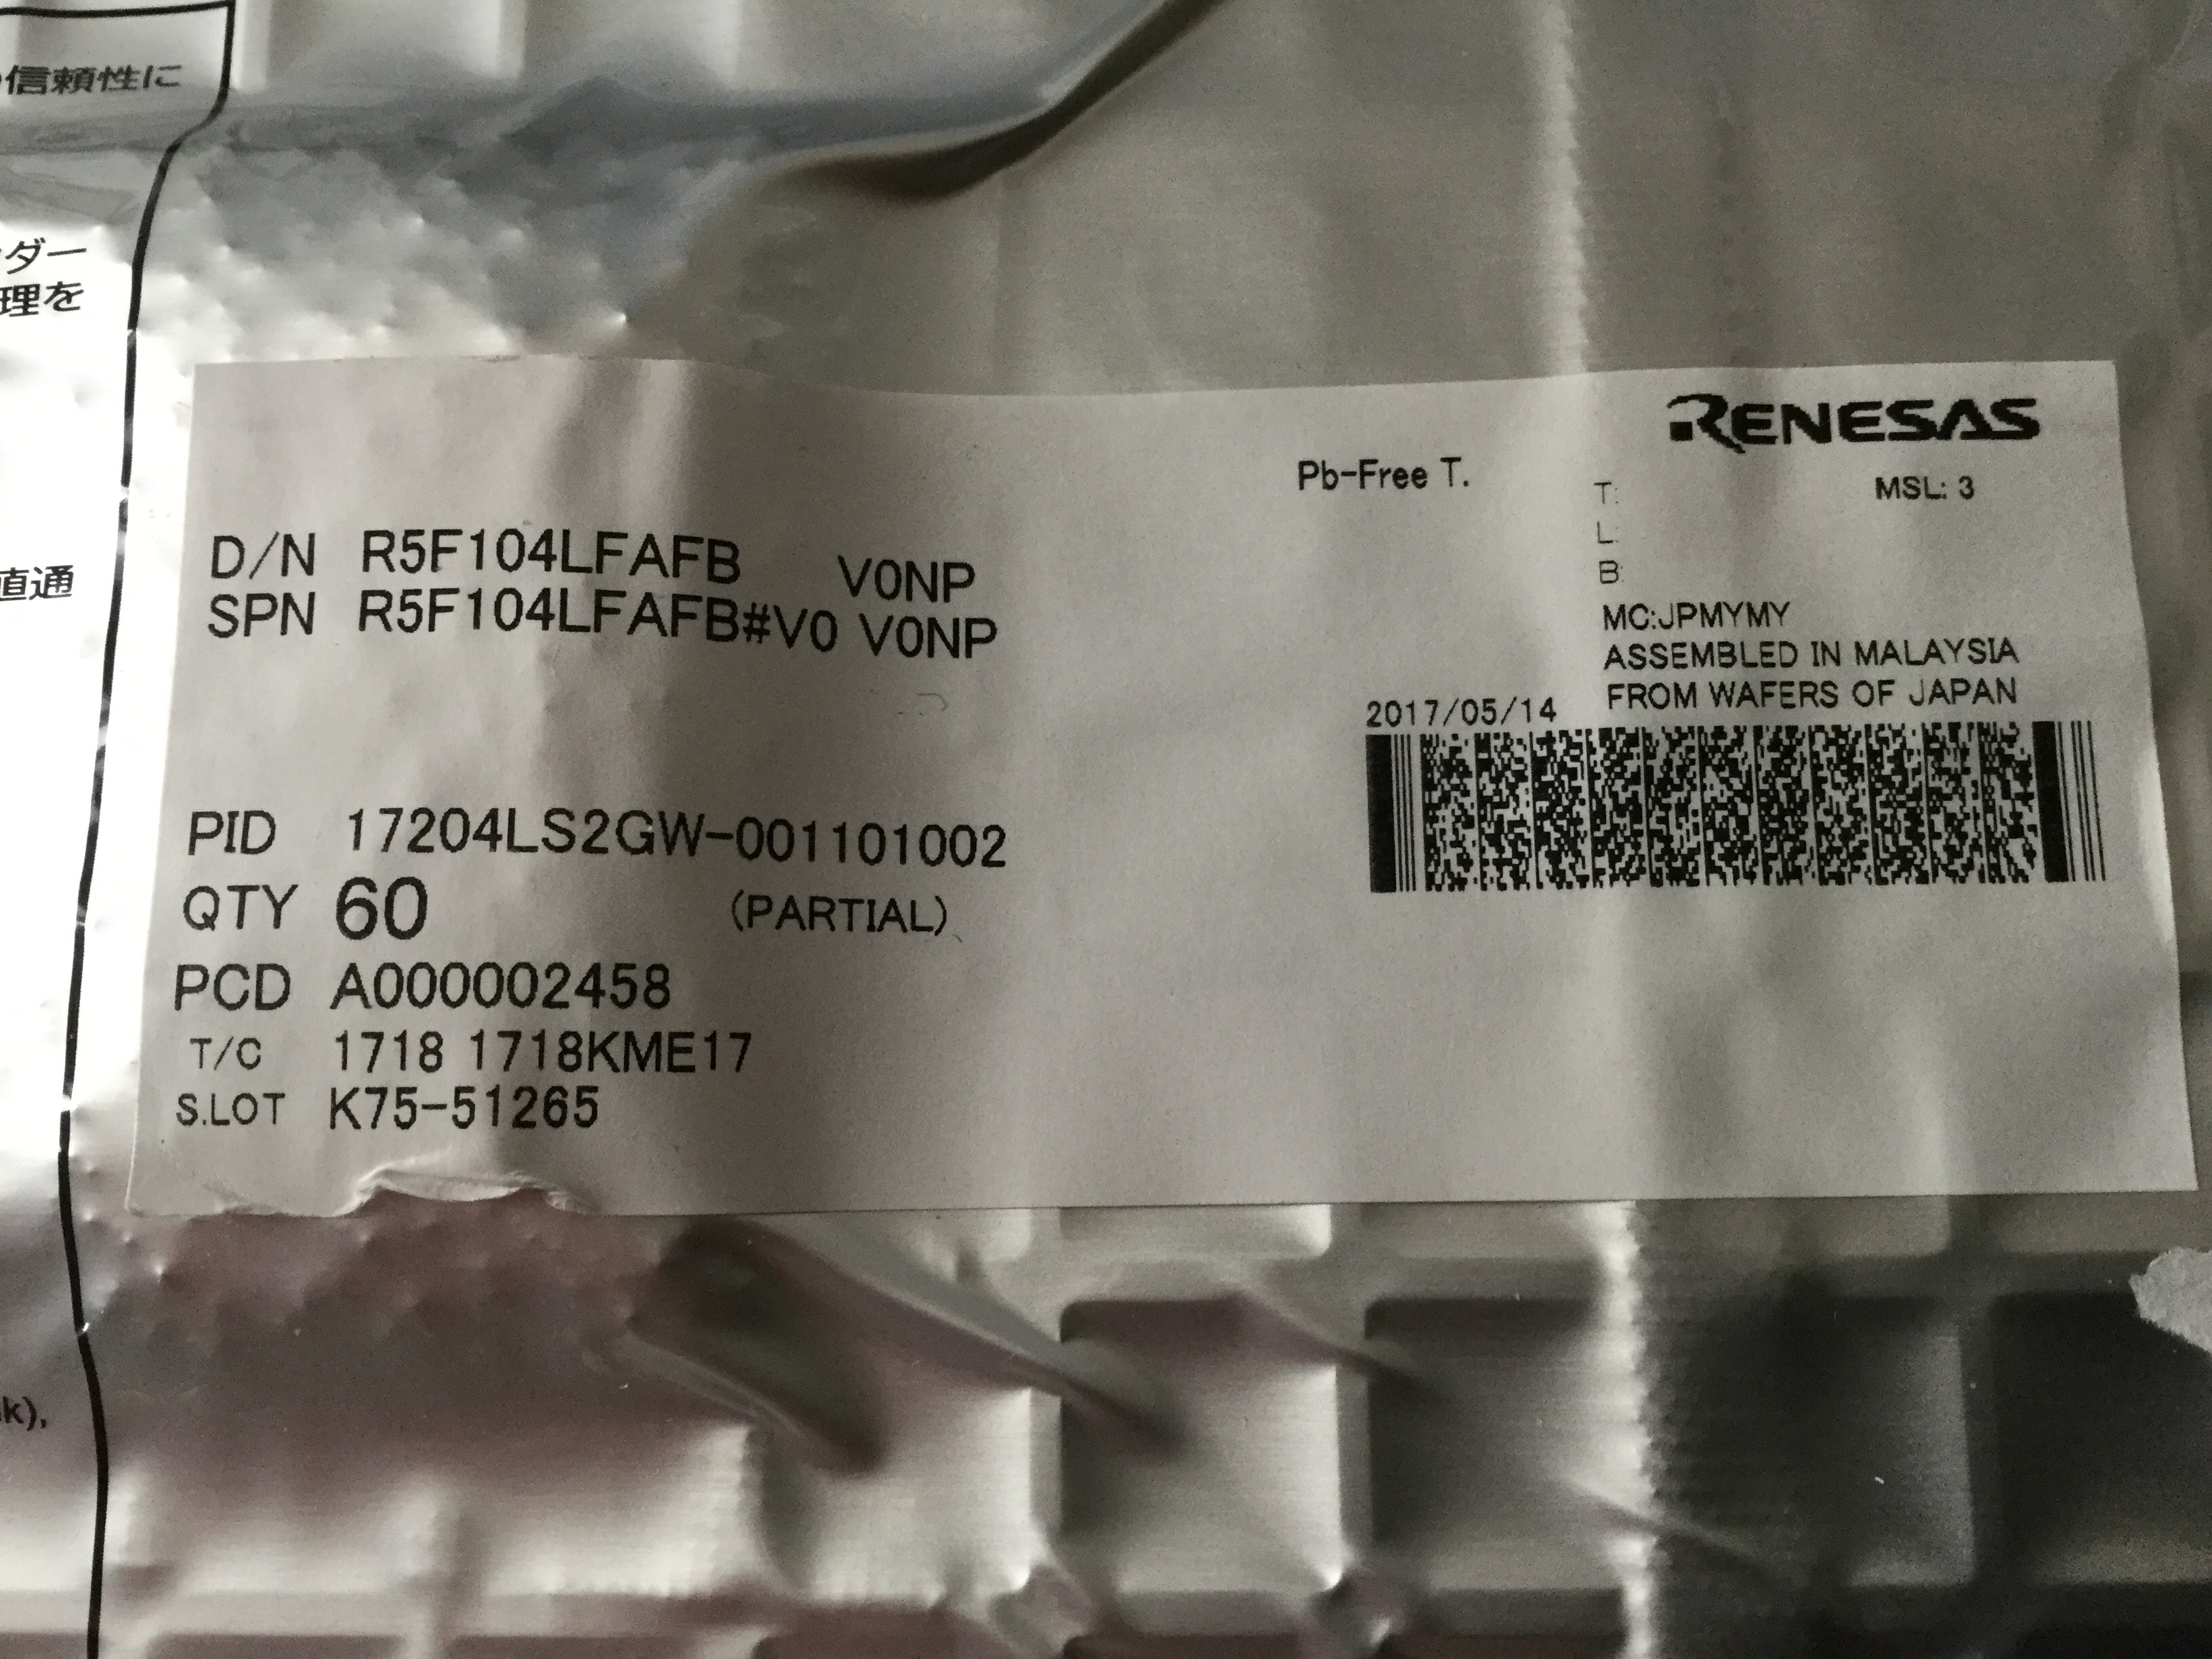 信頼性に
ダー
理を
直通
RENESAS
Pb-Free T.
T: MSL: 3
L:
B:
D/N R5F104LFAFB V0NP
SPN R5F104LFAFB#V0 V0NP
MC:JPMYMY
ASSEMBLED IN MALAYSIA
FROM WAFERS OF JAPAN
2017/05/14
PID 17204LS2GW-001101002
QTY 60 (PARTIAL)
PCD A000002458
T/C 1718 1718KME17
S.LOT K75-51265
k),